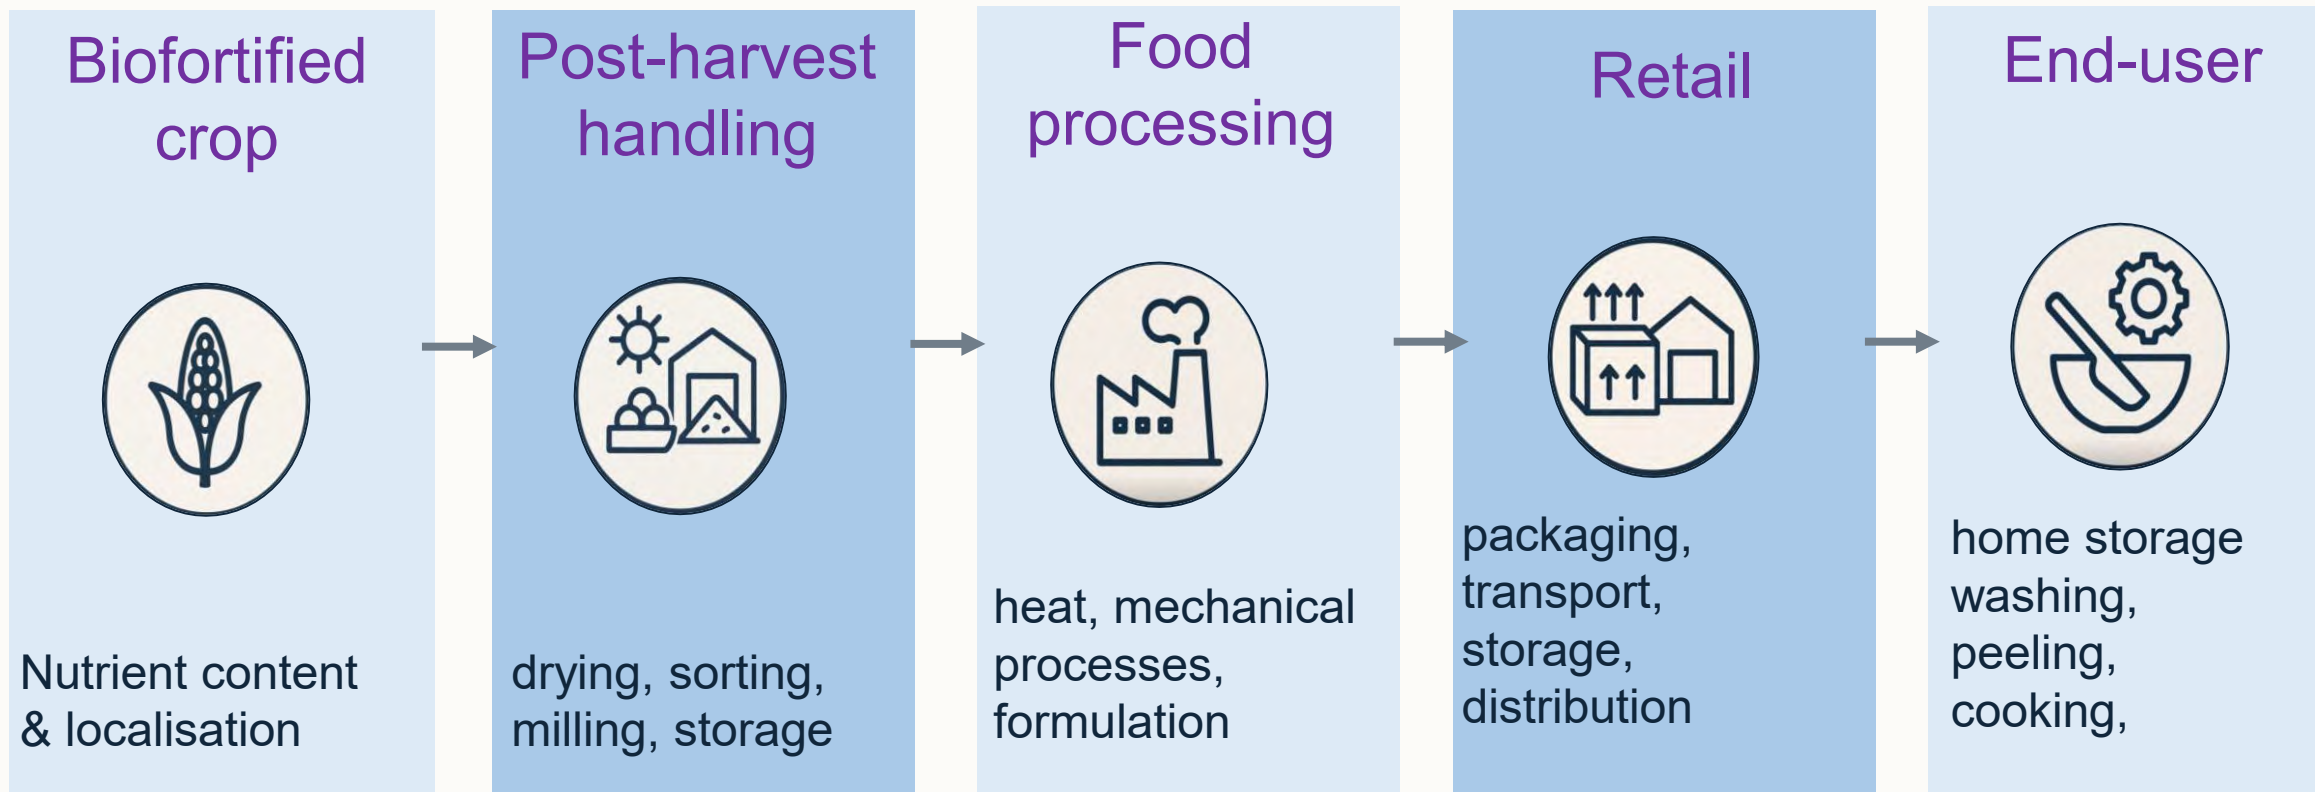 Biofortified
crop
Nutrient content
& localisation
Post-harvest
handling
drying, sorting,
milling, storage
Food
processing
heat, mechanical
processes,
formulation
Retail
packaging,
transport,
storage,
distribution
End-user
home storage
washing,
peeling,
cooking,